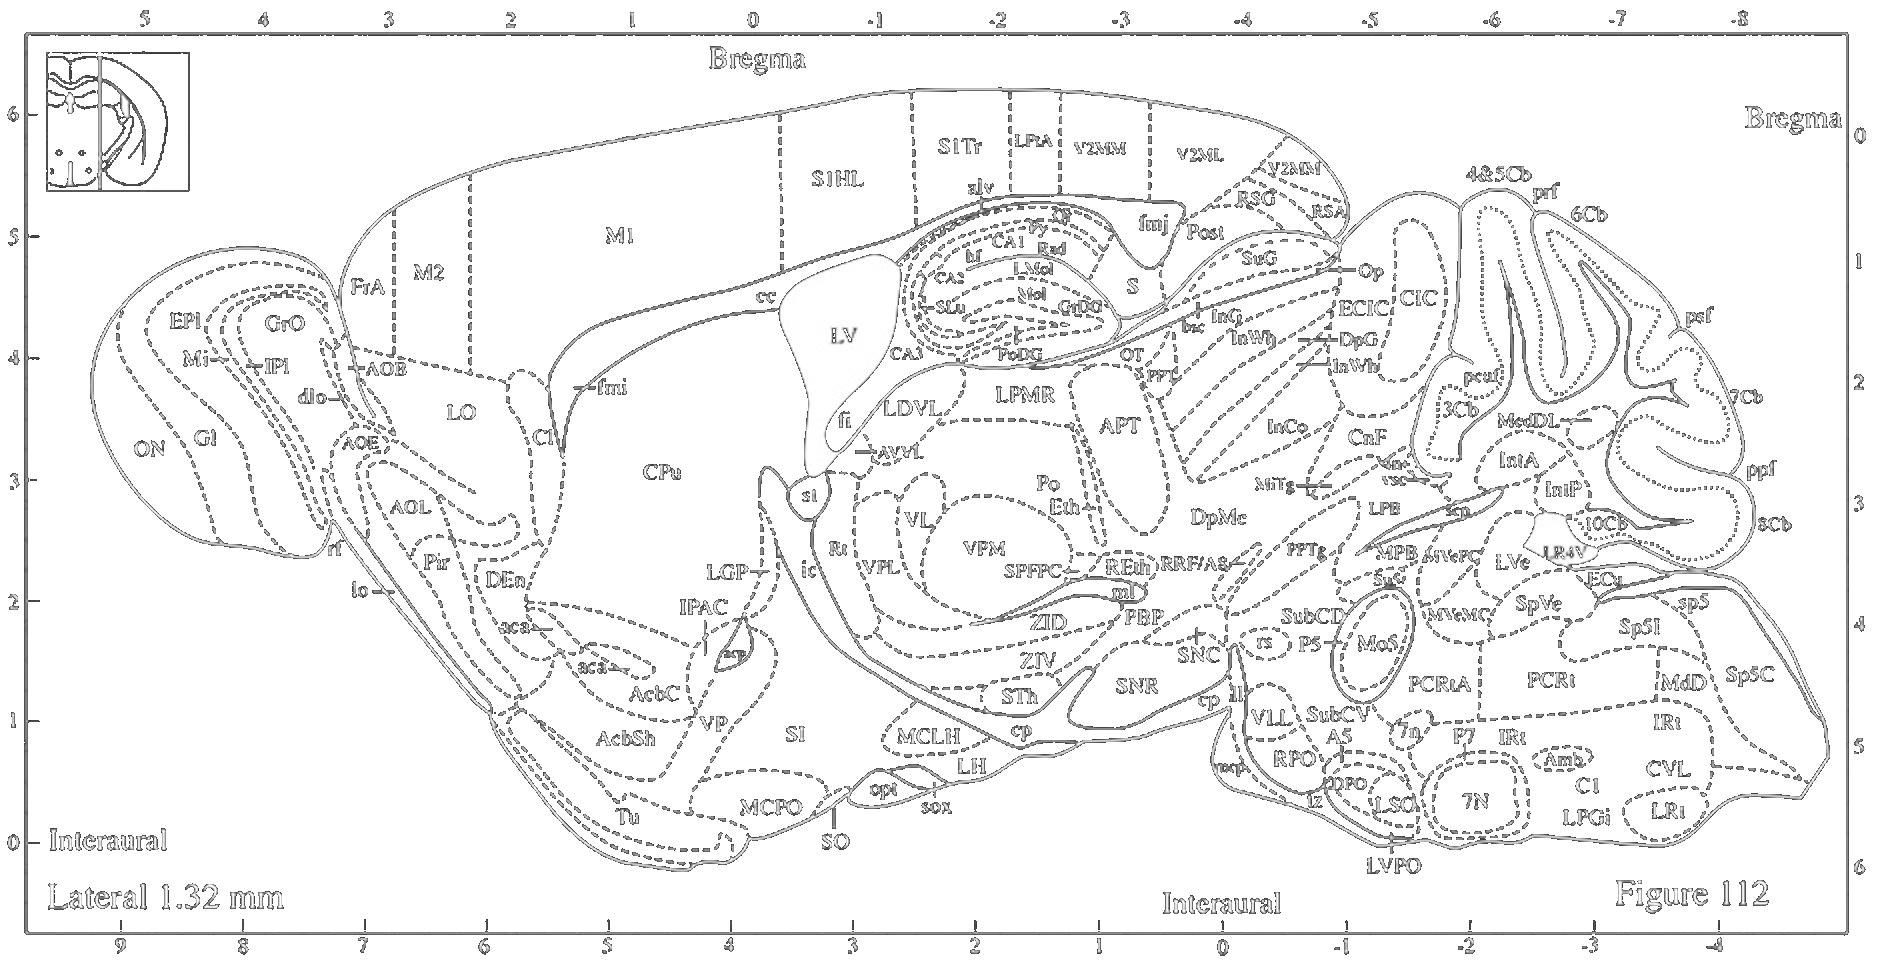 5 4 3 2 1 0 -1 -2 -3 -4 -5 -6 -7 -8
Bregma
Bregma
6
5
4
3
2
1
0
0
1
2
3
4
5
6
S1HL
S1Tr
LPtA
V2MM
V2ML
V2MM
RSG
RSA
4&5Cb
prf
6Cb
alv
fmj
Post
M1
M2
FrA
Or
Py
CA1
Rad
hf
LMol
CA2
Mol
SLu
GrDG
CA3
PoDG
S
SuG
Op
InG
bsc
InWh
DpG
InWh
ECIC
CIC
psf
EPl
GrO
Mi
IPl
AOB
dlo
cc
LV
OT
PPT
pcuf
3Cb
7Cb
fmi
LO
Cl
LDVL
LPMR
APT
fi
InCo
CnF
MedDL
ON
Gl
AOE
AVVL
IntA
ppf
CPu
st
Po
Eth
MiTg
vsc
IntP
AOL
VL
DpMe
LPB
scp
10Cb
8Cb
rf
Pir
DEn
LGP
Rt
ic
VPL
VPM
SPFPC
REth
RRF/A8
PPTg
MPB
MVePC
LVe
LR4V
lo
IPAC
ml
SuS
ECu
aca
ZID
PBP
SubCD
MVeMC
SpVe
sp5
acp
SNC
rs
P5
Mo5
Sp5I
aca
AcbC
ZIV
STh
SNR
PCRtA
PCRt
MdD
Sp5C
VP
cp
ll
VLL
SubCV
7n
AcbSh
SI
MCLH
cp
A5
P7
IRt
IRt
LH
mcp
RPO
Amb
CVL
opt
sox
DPO
C1
Tu
MCPO
tz
LSO
7N
LPGi
LRt
SO
LVPO
Interaural
Lateral 1.32 mm
Interaural
Figure 112
9 8 7 6 5 4 3 2 1 0 -1 -2 -3 -4